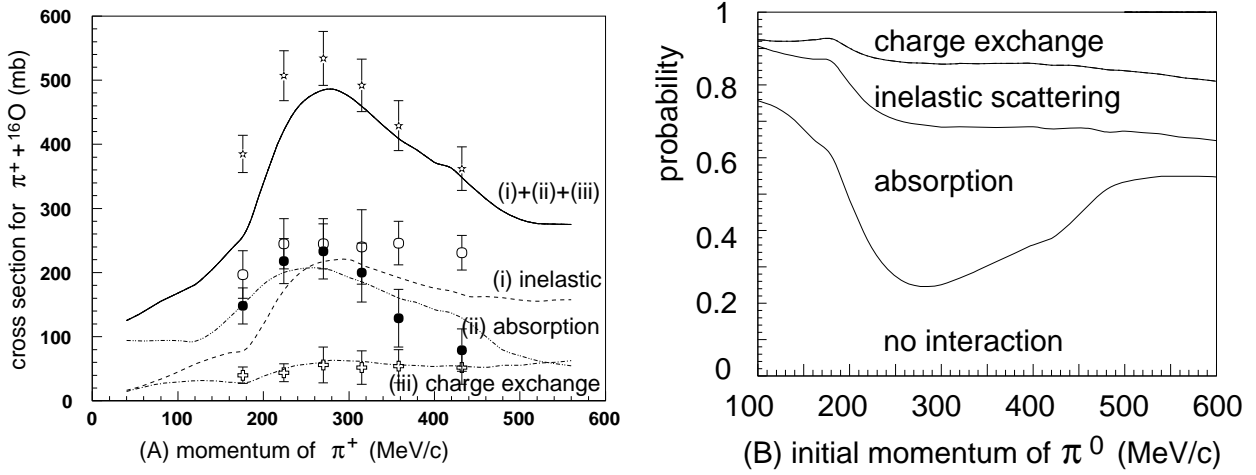 cross section for π⁺ + ¹⁶O (mb)
600
500
400
300
200
100
0
(i)+(ii)+(iii)
(i) inelastic
(ii) absorption
(iii) charge exchange
0 100 200 300 400 500 600
(A) momentum of π⁺ (MeV/c)
probability
1
0.8
0.6
0.4
0.2
0
charge exchange
inelastic scattering
absorption
no interaction
100 200 300 400 500 600
(B) initial momentum of π⁰ (MeV/c)